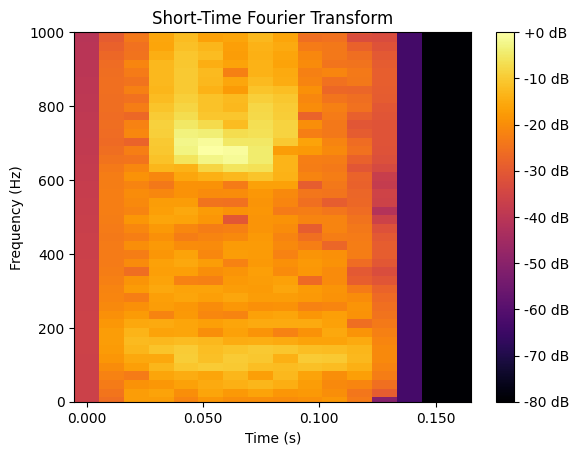 Short-Time Fourier Transform
1000
800
600
400
200
0
Frequency (Hz)
0.000
0.050
0.100
0.150
Time (s)
+0 dB
-10 dB
-20 dB
-30 dB
-40 dB
-50 dB
-60 dB
-70 dB
-80 dB